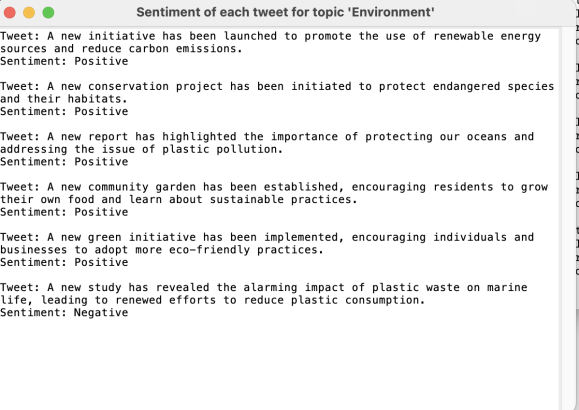 Sentiment of each tweet for topic 'Environment'
Tweet: A new initiative has been launched to promote the use of renewable energy
sources and reduce carbon emissions.
Sentiment: Positive
Tweet: A new conservation project has been initiated to protect endangered species
and their habitats.
Sentiment: Positive
Tweet: A new report has highlighted the importance of protecting our oceans and
addressing the issue of plastic pollution.
Sentiment: Positive
Tweet: A new community garden has been established, encouraging residents to grow
their own food and learn about sustainable practices.
Sentiment: Positive
Tweet: A new green initiative has been implemented, encouraging individuals and
businesses to adopt more eco-friendly practices.
Sentiment: Positive
Tweet: A new study has revealed the alarming impact of plastic waste on marine
life, leading to renewed efforts to reduce plastic consumption.
Sentiment: Negative